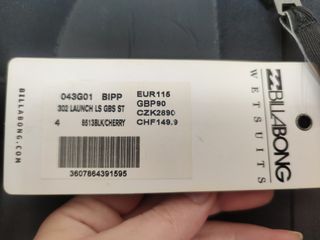 BILLABONG.COM
043G01 BIPP
302 LAUNCH LS GBS ST
4 8513BLK/CHERRY
EUR115
GBP90
CZK2890
CHF149.9
3607864391595
BILLABONG
WETSUITS